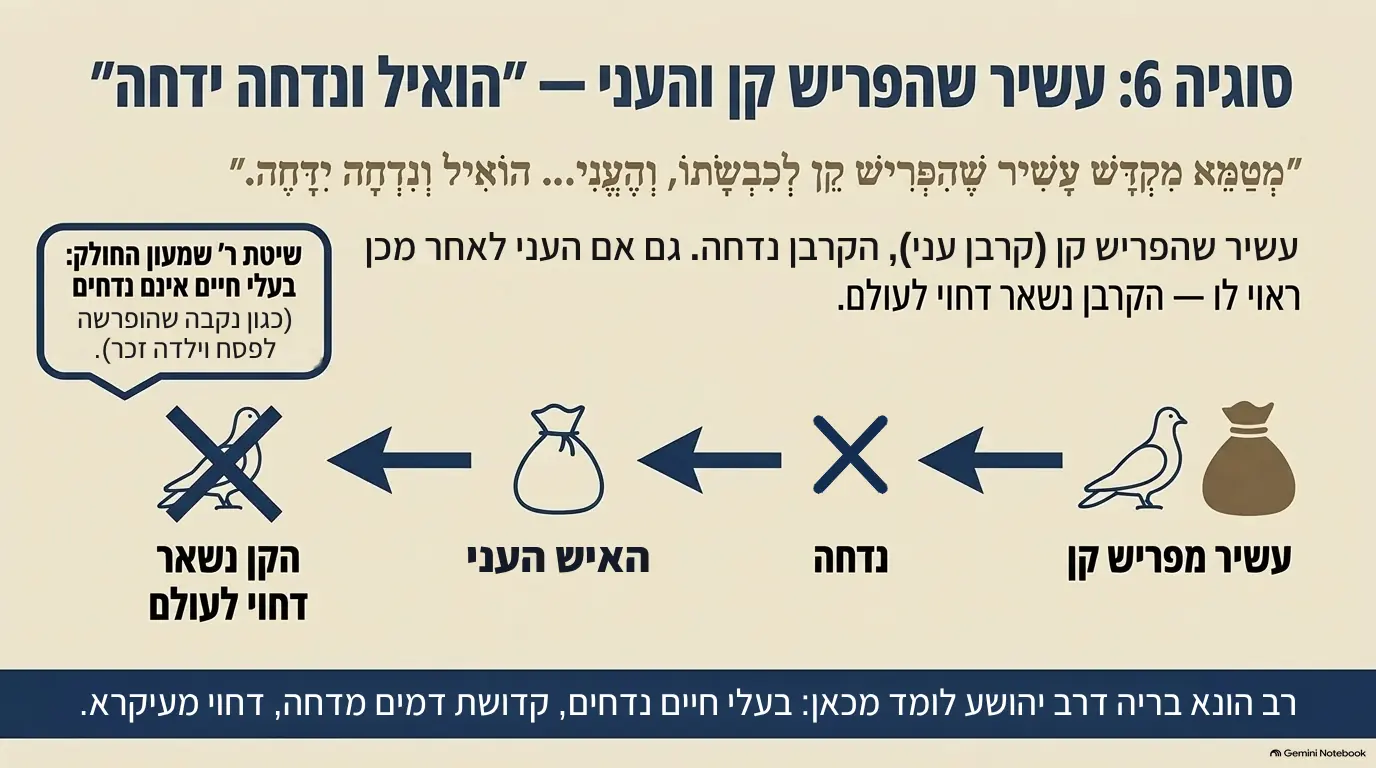 סוגיה 6: עשיר שהפריש קן והעני — "הואיל ונדחה ידחה"
"מְטַמֵּא מִקְדָּשׁ עָשִׁיר שֶׁהִפְרִישׁ קֵן לְכִבְשָׂתוֹ, וְהֶעֱנִי... הוֹאִיל וְנִדְחָה יִדָּחֶה."
עשיר שהפריש קן (קרבן עני), הקרבן נדחה. גם אם העני לאחר מכן
ראוי לו — הקרבן נשאר דחוי לעולם.
שיטת ר' שמעון החולק:
בעלי חיים אינם נדחים
(כגון נקבה שהופרשה
לפסח וילדה זכר).
עשיר מפריש קן
נדחה
האיש העני
הקן נשאר
דחוי לעולם
רב הונא בריה דרב יהושע לומד מכאן: בעלי חיים נדחים, קדושת דמים מדחה, דחוי מעיקרא.
Gemini Notebook